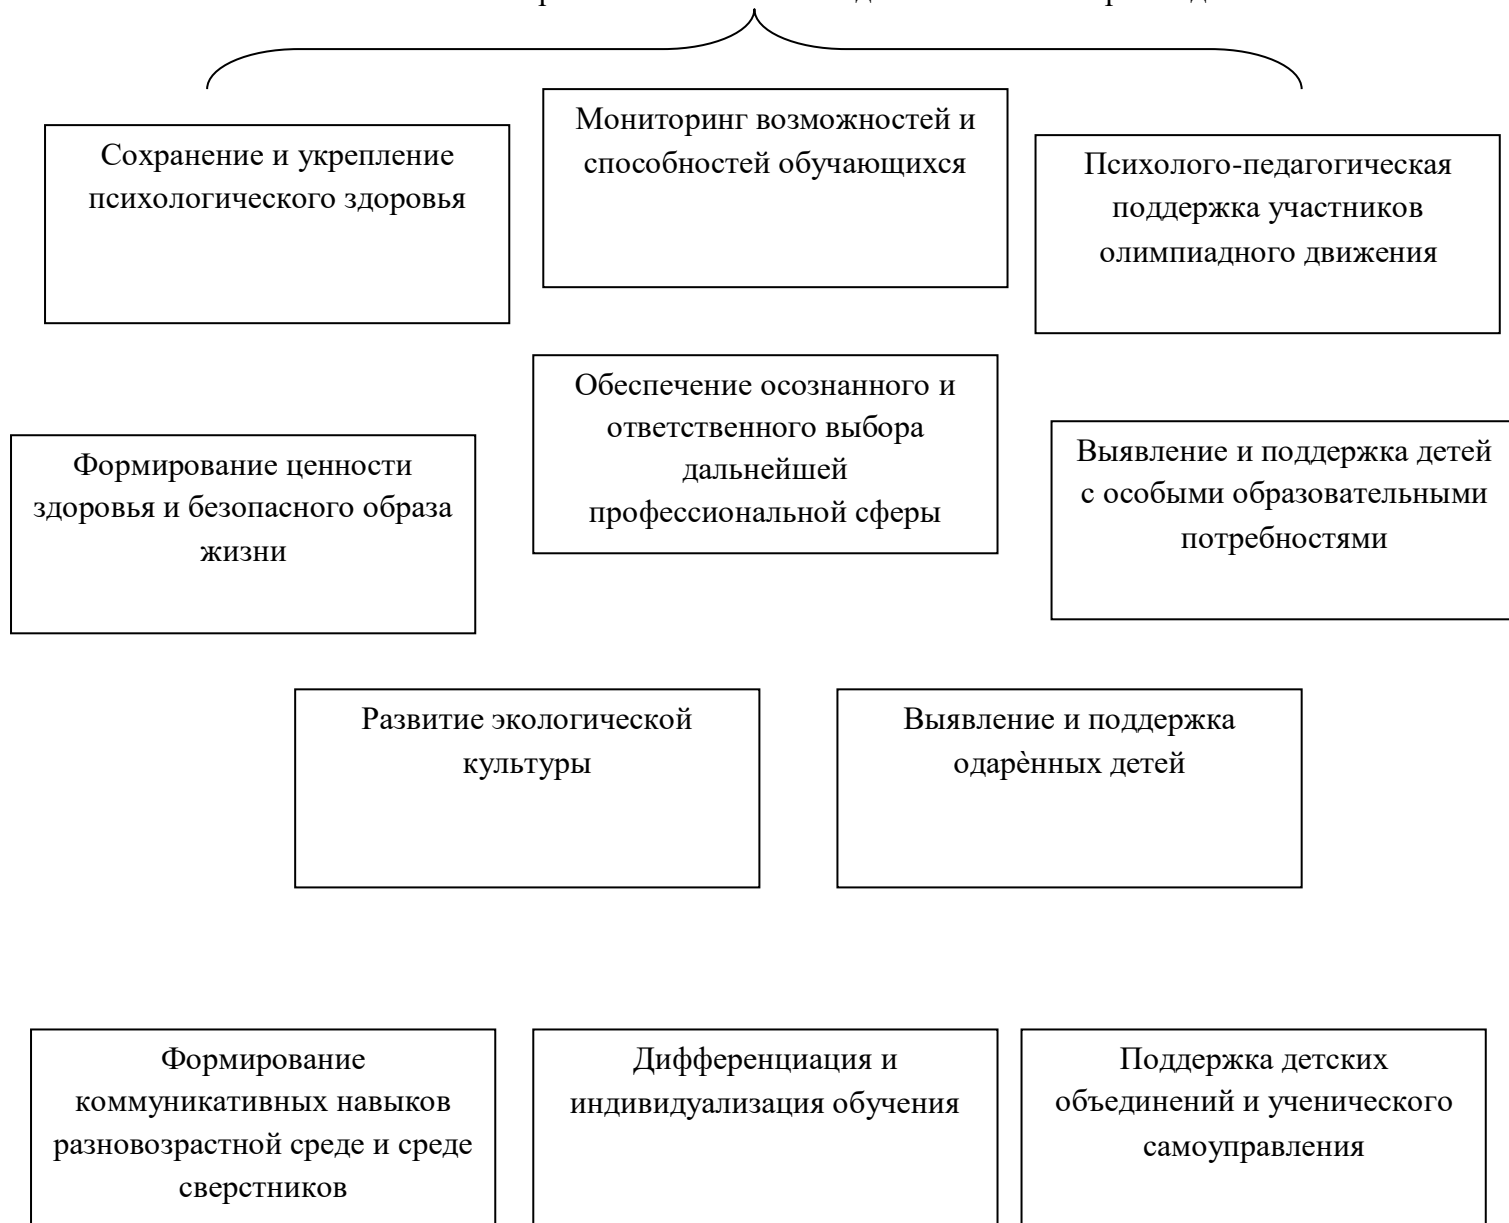 Сохранение и укрепление
психологического здоровья
Мониторинг возможностей и
способностей обучающихся
Психолого-педагогическая
поддержка участников
олимпиадного движения
Формирование ценности
здоровья и безопасного образа
жизни
Обеспечение осознанного и
ответственного выбора
дальнейшей
профессиональной сферы
Выявление и поддержка детей
с особыми образовательными
потребностями
Развитие экологической
культуры
Выявление и поддержка
одарѐнных детей
Формирование
коммуникативных навыков
разновозрастной среде и среде
сверстников
Дифференциация и
индивидуализация обучения
Поддержка детских
объединений и ученического
самоуправления